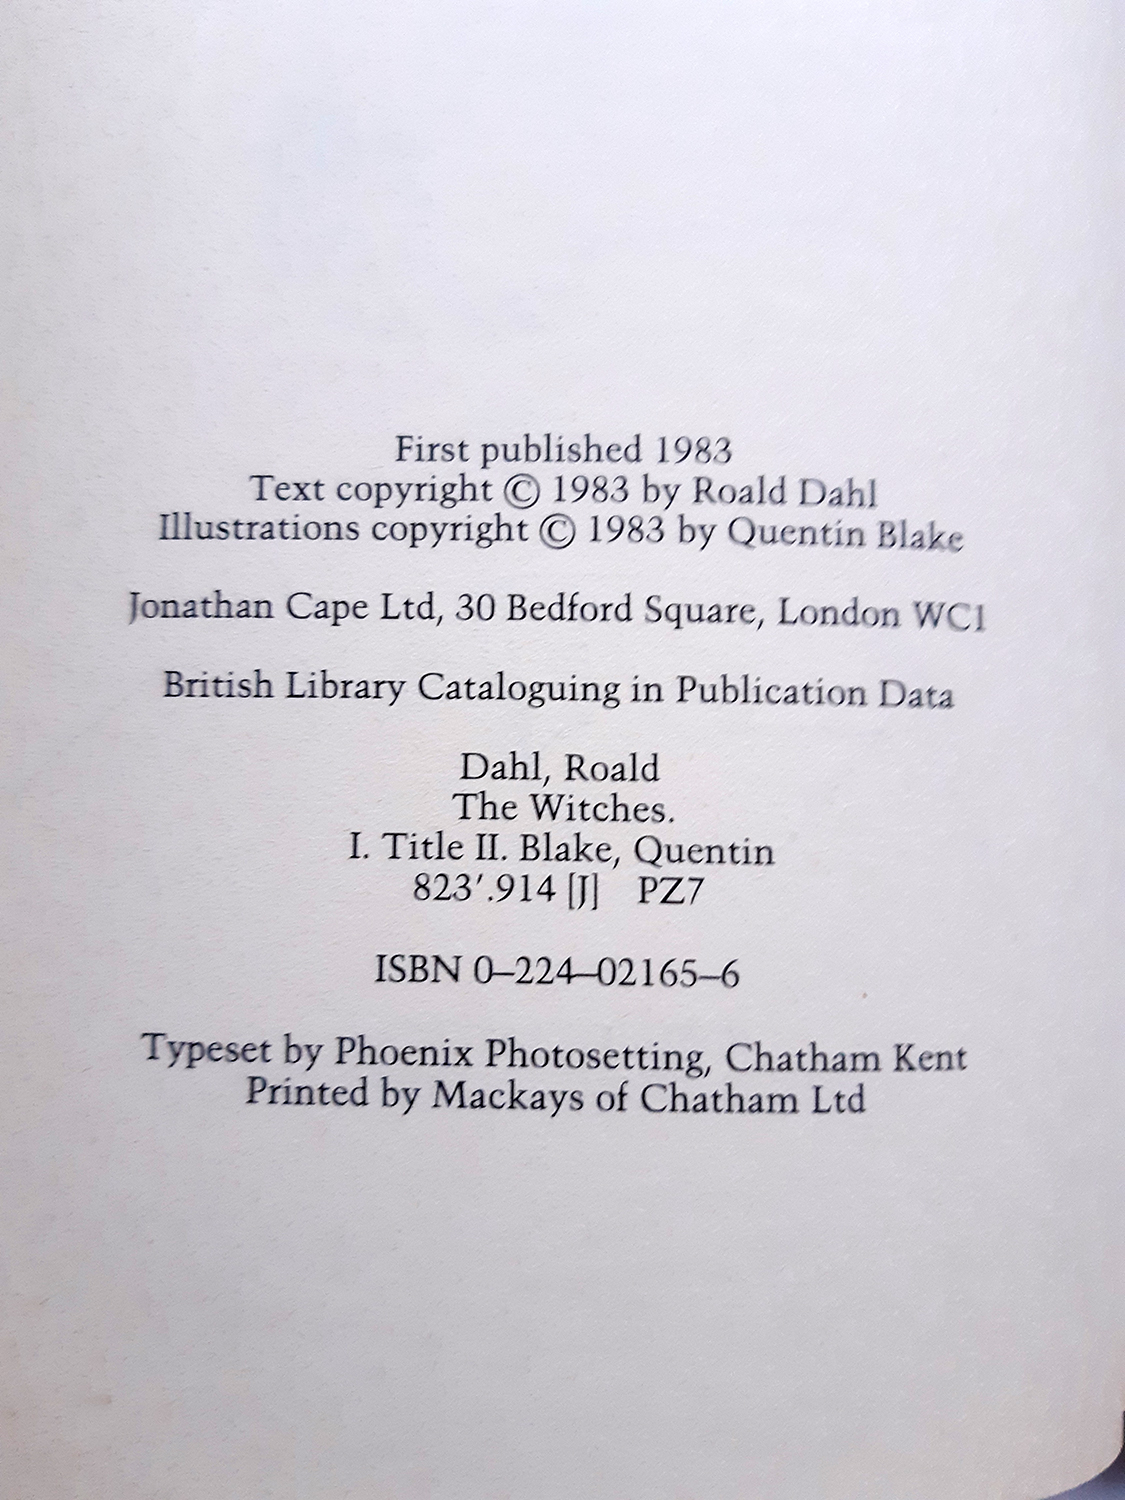 First published 1983
Text copyright © 1983 by Roald Dahl
Illustrations copyright © 1983 by Quentin Blake
Jonathan Cape Ltd, 30 Bedford Square, London WC1
British Library Cataloguing in Publication Data
Dahl, Roald
The Witches.
I. Title II. Blake, Quentin
823′.914 [J] PZ7
ISBN 0–224–02165–6
Typeset by Phoenix Photosetting, Chatham Kent
Printed by Mackays of Chatham Ltd